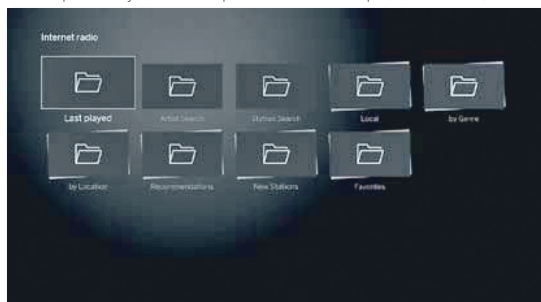 Internet radio
Last played Artist Search Station Search Local by Genre
by Location Recommendations New Stations Favorites